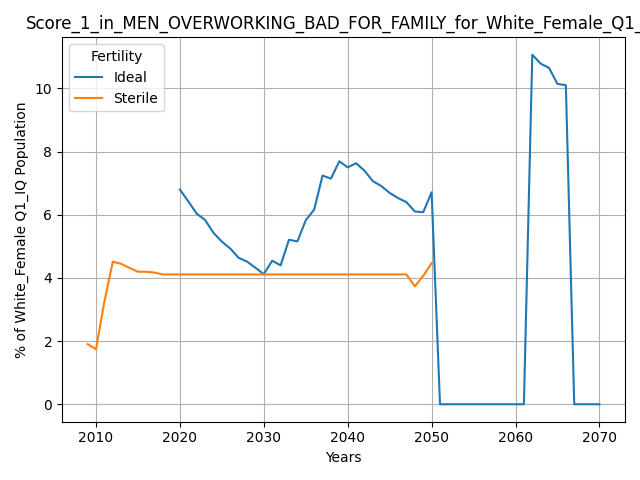 Score_1_in_MEN_OVERWORKING_BAD_FOR_FAMILY_for_White_Female_Q1_
Fertility
Ideal
Sterile
% of White_Female Q1_IQ Population
10
8
6
4
2
0
2010 2020 2030 2040 2050 2060 2070
Years